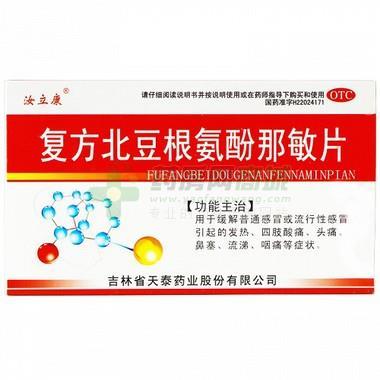 汝立康®
请仔细阅读说明书并按说明使用或在药师指导下购买和使用
国药准字H22024171
OTC
复方北豆根氨酚那敏片
FUFANGBEIDOUGENANFENNAMINPIAN
【功能主治】
用于缓解普通感冒或流行性感冒
引起的发热、四肢酸痛、头痛、
鼻塞、流涕、咽痛等症状。
吉林省天泰药业股份有限公司